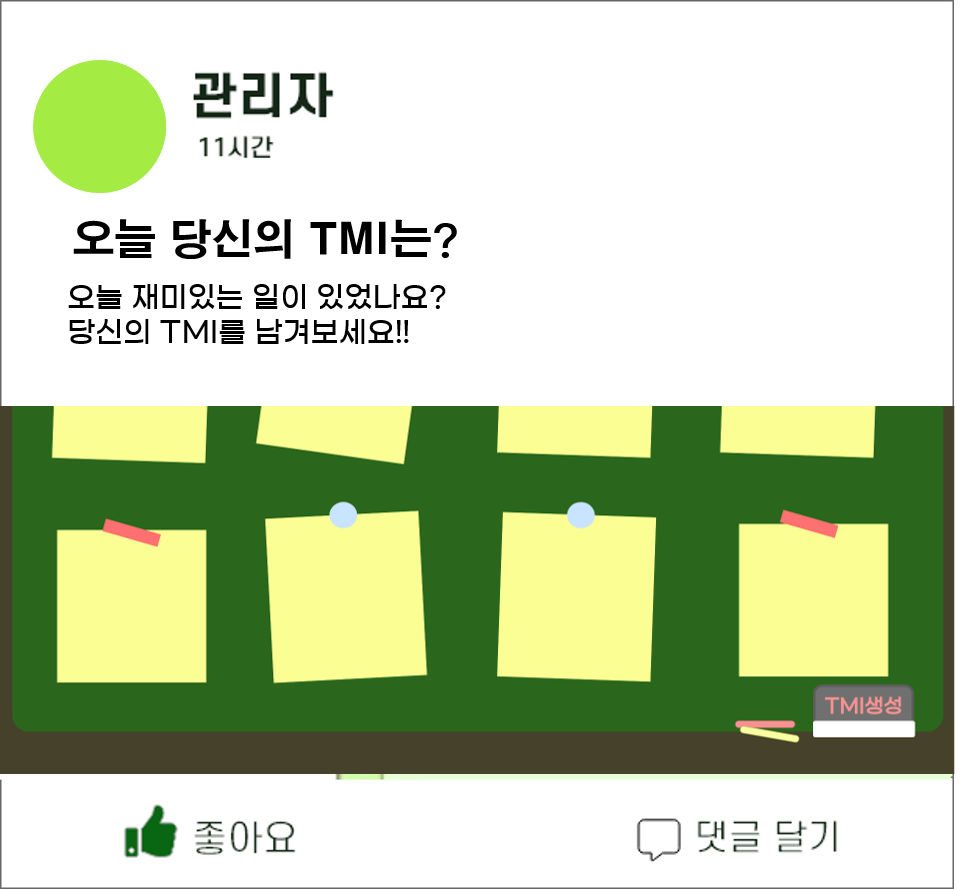 관리자
11시간
오늘 당신의 TMI는?
오늘 재미있는 일이 있었나요?
당신의 TMI를 남겨보세요!!
TMI생성
좋아요
댓글 달기